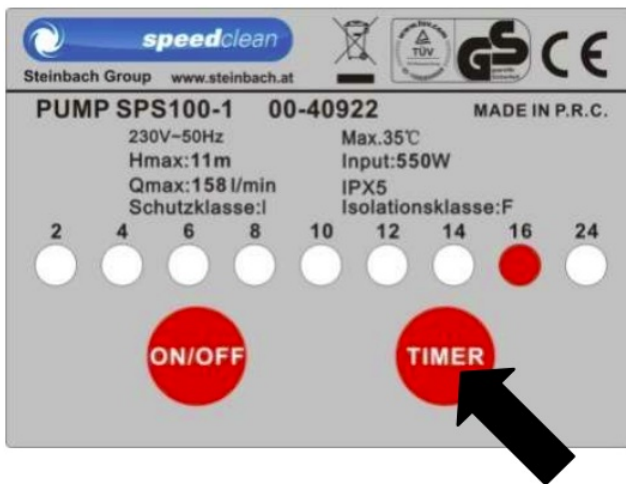 speedclean
Steinbach Group www.steinbach.at
TÜV
GS
CE
PUMP SPS100-1 00-40922 MADE IN P.R.C.
230V~50Hz Max.35℃
Hmax:11m Input:550W
Qmax:158 l/min IPX5
Schutzklasse:I Isolationsklasse:F
2 4 6 8 10 12 14 16 24
ON/OFF TIMER